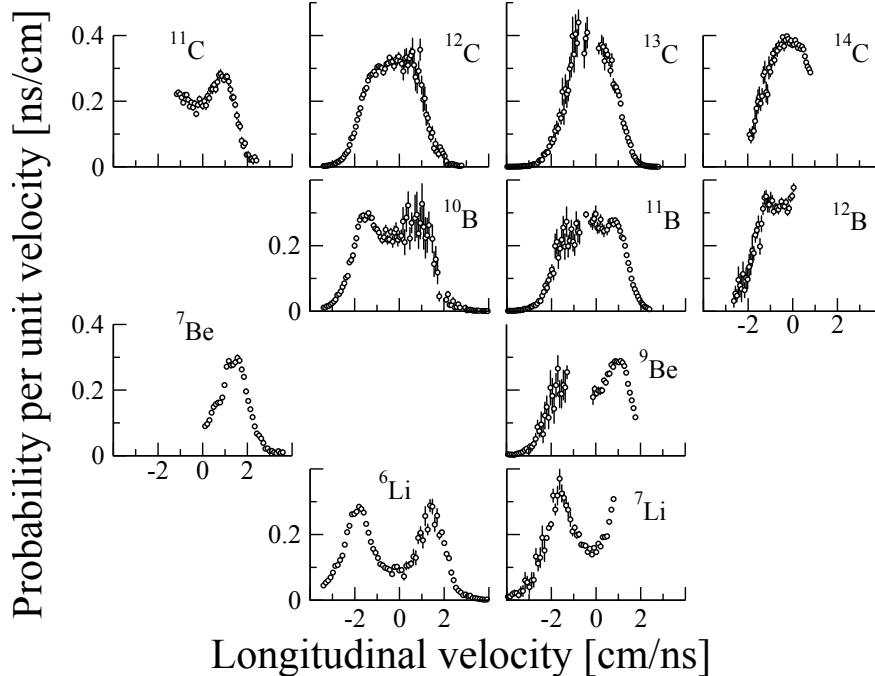 0.4
0.2
0
¹¹C
¹²C
¹³C
¹⁴C
0.2
0
¹⁰B
¹¹B
¹²B
-2 0 2
0.4
0.2
0
⁷Be
⁹Be
-2 0 2
0.2
0
⁶Li
⁷Li
-2 0 2
-2 0 2
Probability per unit velocity [ns/cm]
Longitudinal velocity [cm/ns]